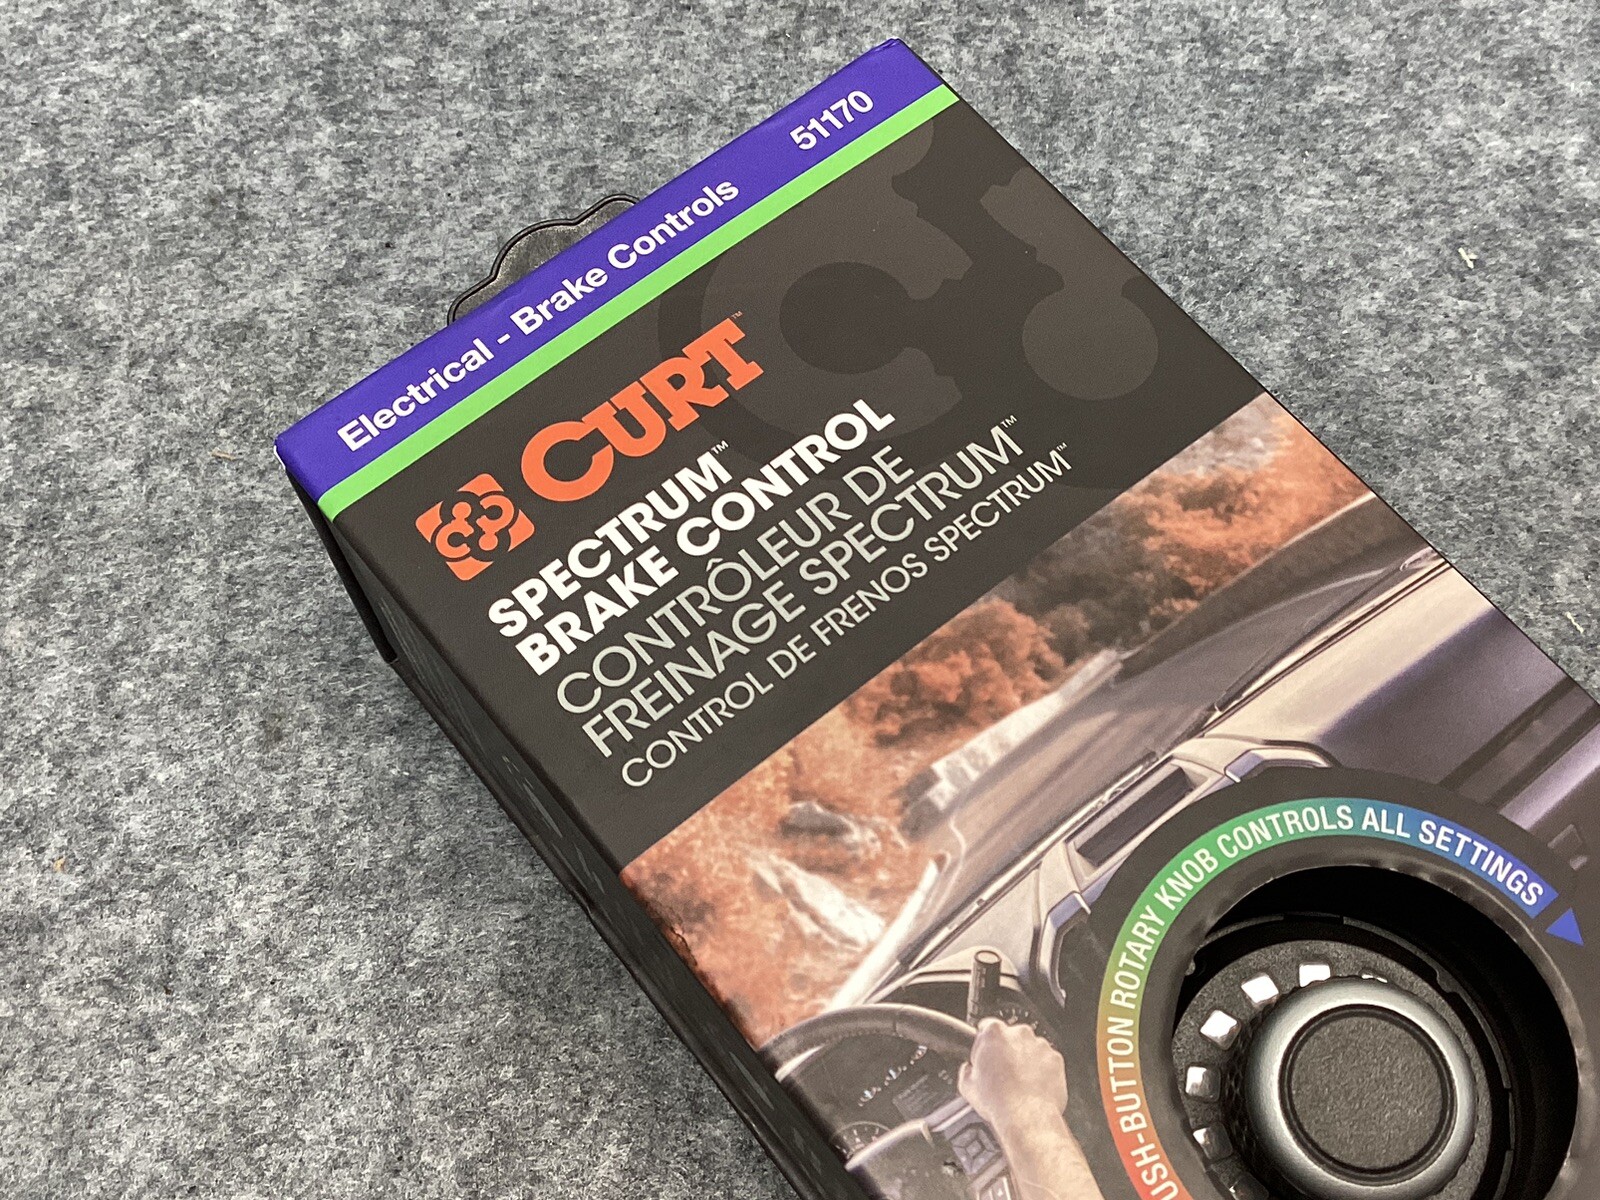 Electrical - Brake Controls 51170
CURT™
SPECTRUM™
BRAKE CONTROL
CONTRÔLEUR DE
FREINAGE SPECTRUM™
CONTROL DE FRENOS SPECTRUM™
USH-BUTTON ROTARY KNOB CONTROLS ALL SETTINGS